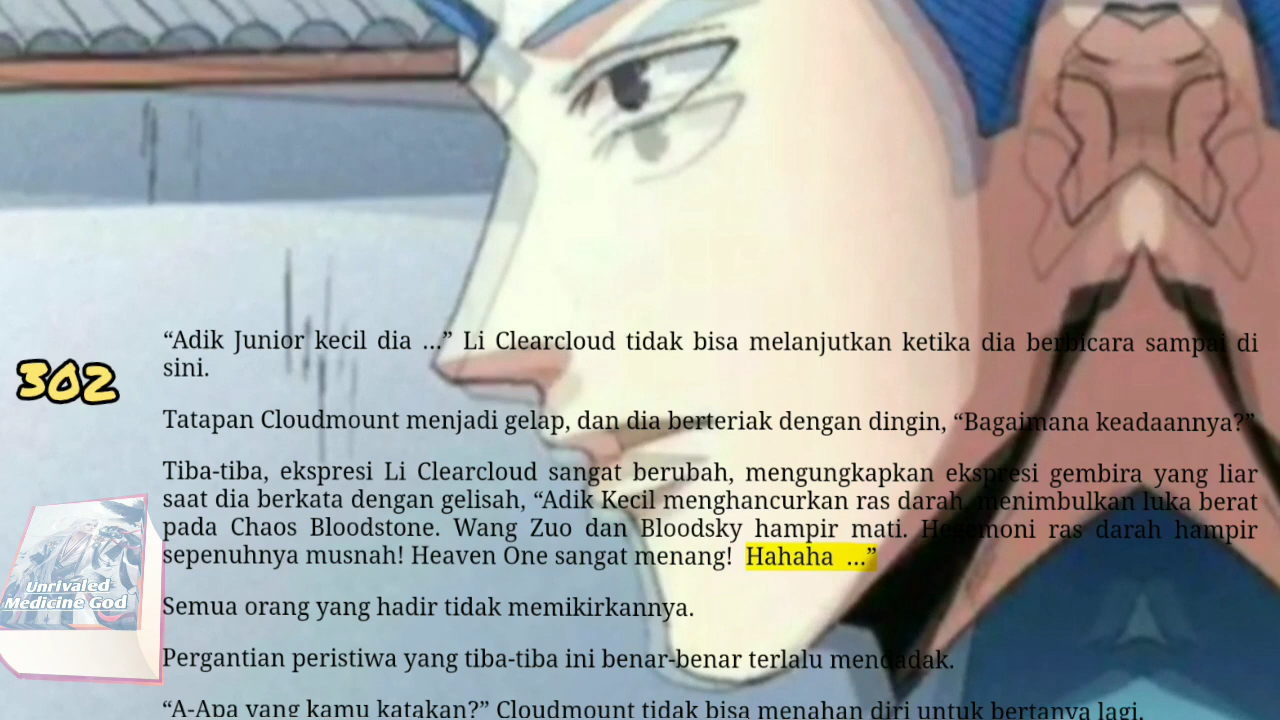 “Adik Junior kecil dia ...” Li Clearcloud tidak bisa melanjutkan ketika dia berbicara sampai di
sini.
302
Tatapan Cloudmount menjadi gelap, dan dia berteriak dengan dingin, “Bagaimana keadaannya?”
Tiba-tiba, ekspresi Li Clearcloud sangat berubah, mengungkapkan ekspresi gembira yang liar
saat dia berkata dengan gelisah, “Adik Kecil menghancurkan ras darah, menimbulkan luka berat
pada Chaos Bloodstone. Wang Zuo dan Bloodsky hampir mati. Hegemoni ras darah hampir
sepenuhnya musnah! Heaven One sangat menang! Hahaha ...”
Unrivaled
Medicine God
Semua orang yang hadir tidak memikirkannya.
Pergantian peristiwa yang tiba-tiba ini benar-benar terlalu mendadak.
“A-Apa yang kamu katakan?” Cloudmount tidak bisa menahan diri untuk bertanya lagi.